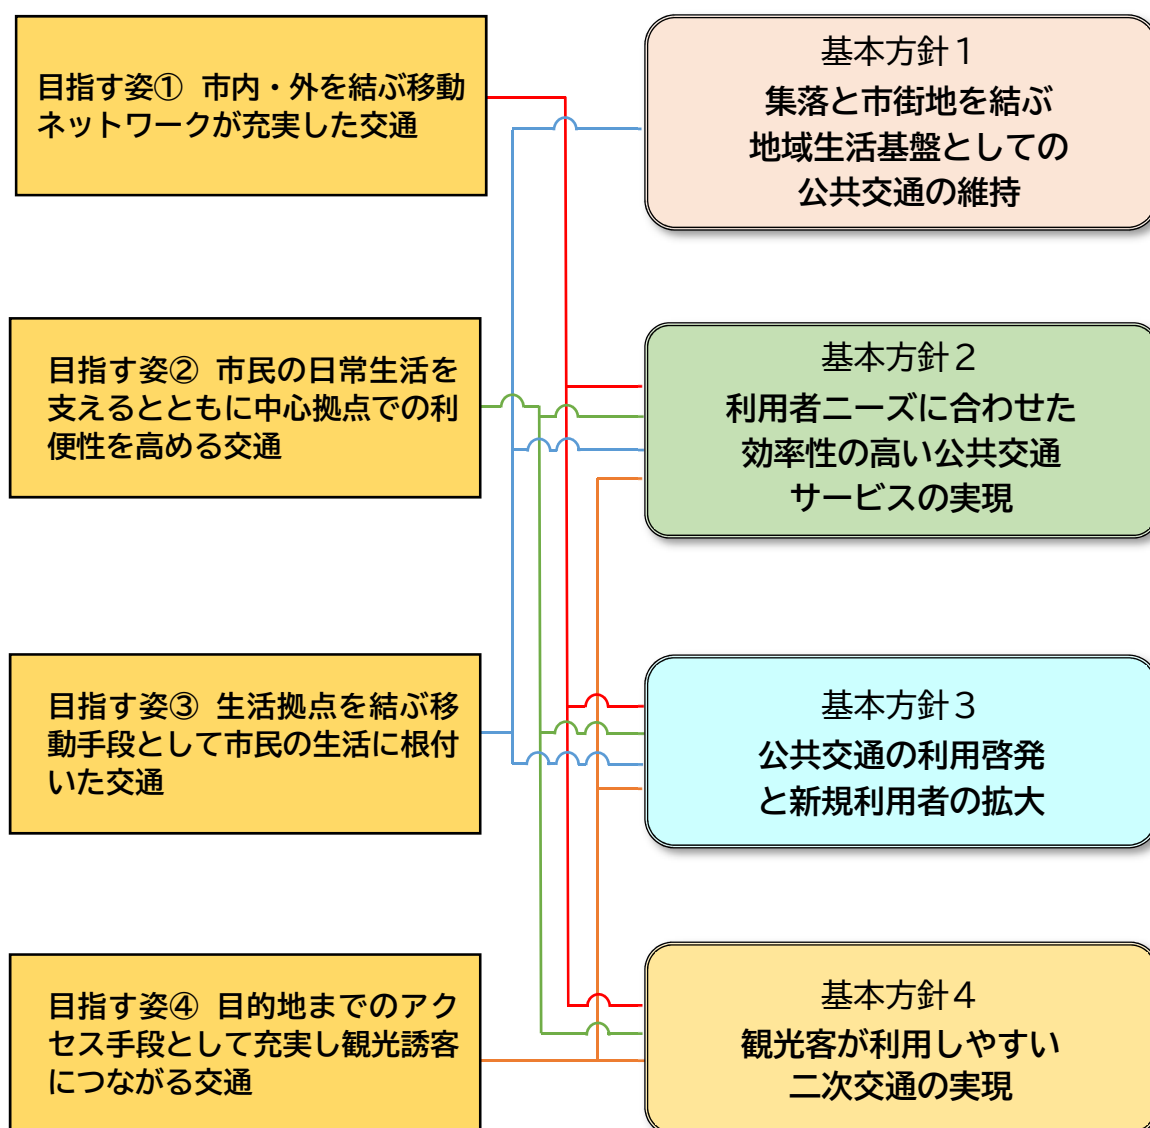 目指す姿① 市内・外を結ぶ移動
ネットワークが充実した交通
基本方針１
集落と市街地を結ぶ
地域生活基盤としての
公共交通の維持
目指す姿② 市民の日常生活を
支えるとともに中心拠点での利
便性を高める交通
基本方針２
利用者ニーズに合わせた
効率性の高い公共交通
サービスの実現
目指す姿③ 生活拠点を結ぶ移
動手段として市民の生活に根付
いた交通
基本方針３
公共交通の利用啓発
と新規利用者の拡大
目指す姿④ 目的地までのアク
セス手段として充実し観光誘客
につながる交通
基本方針４
観光客が利用しやすい
二次交通の実現